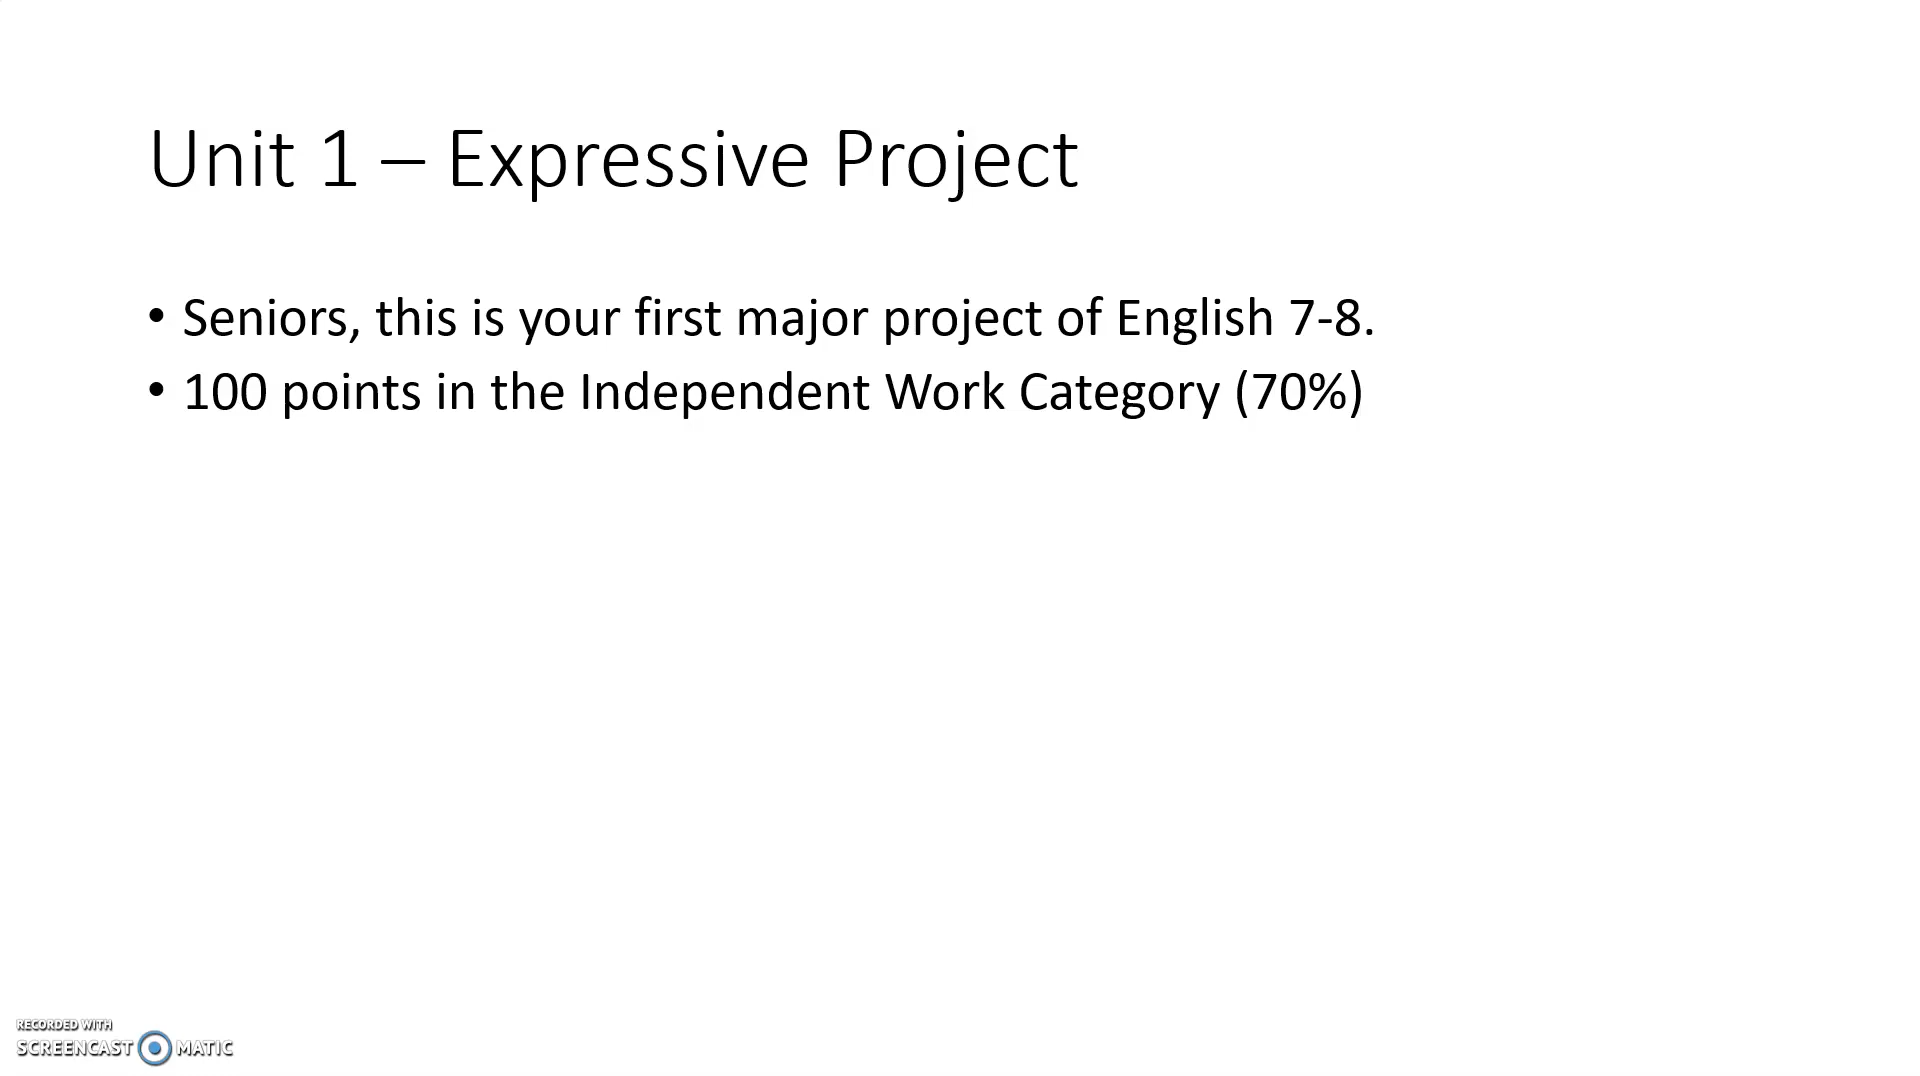 Unit 1 – Expressive Project
• Seniors, this is your first major project of English 7-8.
• 100 points in the Independent Work Category (70%)
RECORDED WITH
SCREENCAST MATIC